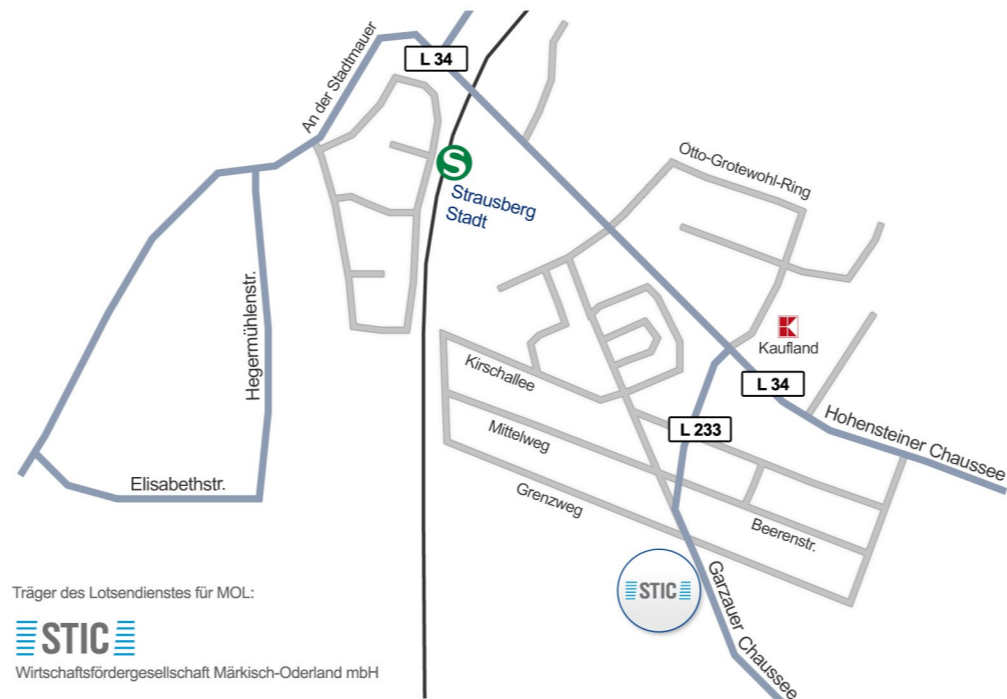 L 34
An der Stadtmauer
S
Strausberg
Stadt
Otto-Grotewohl-Ring
Hegermühlenstr.
Kaufland
Kirschallee
L 34
Hohensteiner Chaussee
L 233
Mittelweg
Elisabethstr.
Grenzweg
Beerenstr.
STIC
Garzauer Chaussee
Träger des Lotsendienstes für MOL:
STIC
Wirtschaftsfördergesellschaft Märkisch-Oderland mbH